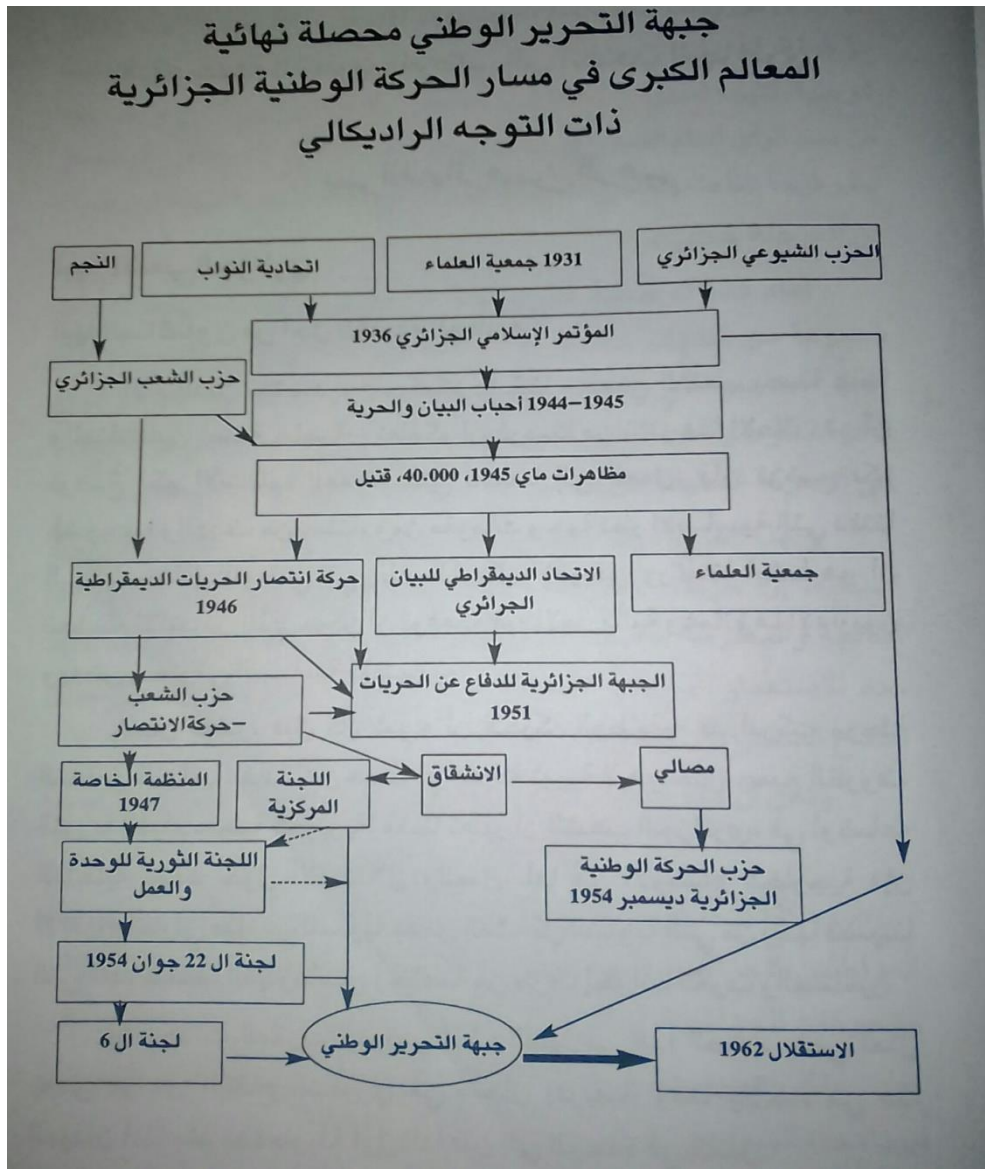 جبهة التحرير الوطني محصلة نهائية
المعالم الكبرى في مسار الحركة الوطنية الجزائرية
ذات التوجه الراديكالي
الحزب الشيوعي الجزائري
1931 جمعية العلماء
اتحادية النواب
النجم
المؤتمر الإسلامي الجزائري 1936
حزب الشعب الجزائري
1944–1945 أحباب البيان والحرية
مظاهرات ماي 1945، 40.000، قتيل
جمعية العلماء
الاتحاد الديمقراطي للبيان
الجرائري
حركة انتصار الحريات الديمقراطية
1946
الجبهة الجزائرية للدفاع عن الحريات
1951
حزب الشعب
–حركة الانتصار
مصالي
الانشقاق
اللجنة
المركزية
المنظمة الخاصة
1947
حزب الحركة الوطنية
الجزائرية ديسمبر 1954
اللجنة الثورية للوحدة
والعمل
لجنة ال 22 جوان 1954
لجنة ال 6
جبهة التحرير الوطني
الاستقلال 1962